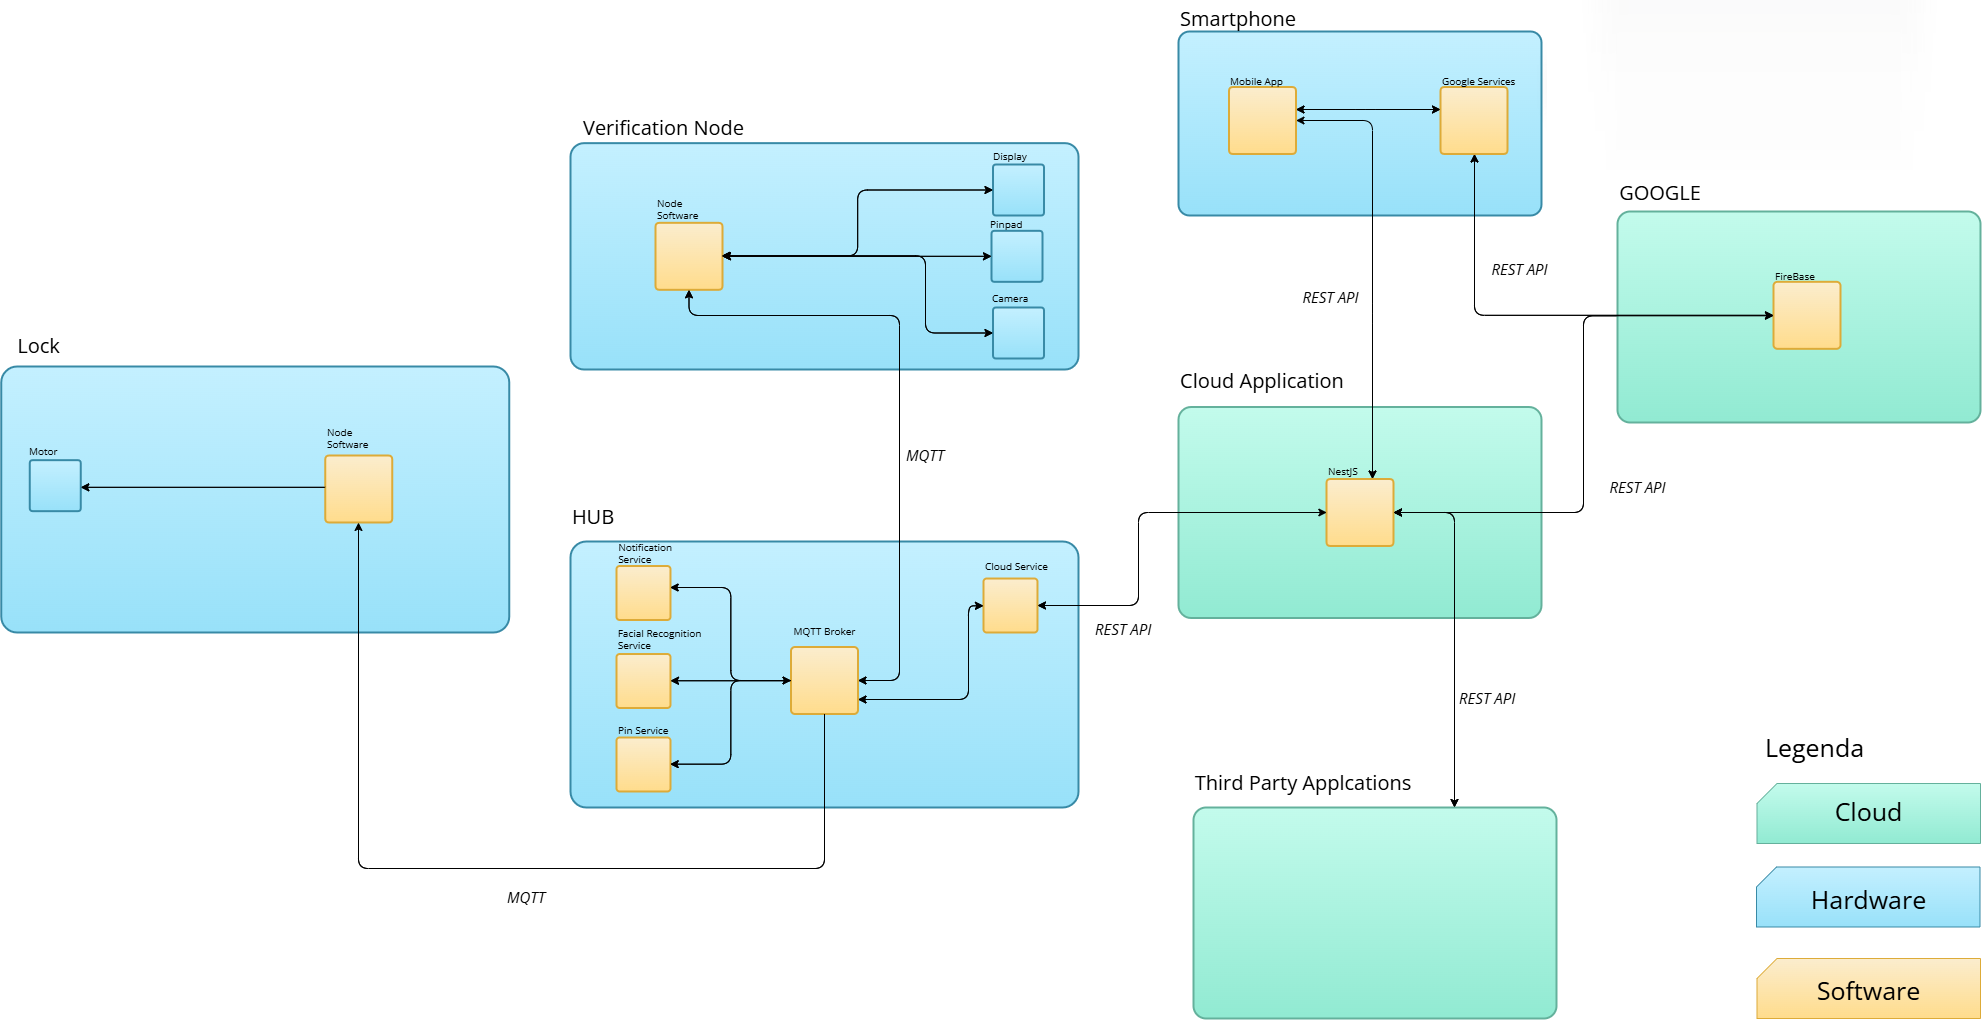 Smartphone
Mobile App
Google Services
Verification Node
Display
Node
Software
Pinpad
Camera
GOOGLE
FireBase
REST API
REST API
Lock
Node
Software
Motor
Cloud Application
NestJS
MQTT
REST API
HUB
Notification
Service
Cloud Service
Facial Recognition
Service
MQTT Broker
Pin Service
REST API
REST API
MQTT
Third Party Applcations
Legenda
Cloud
Hardware
Software